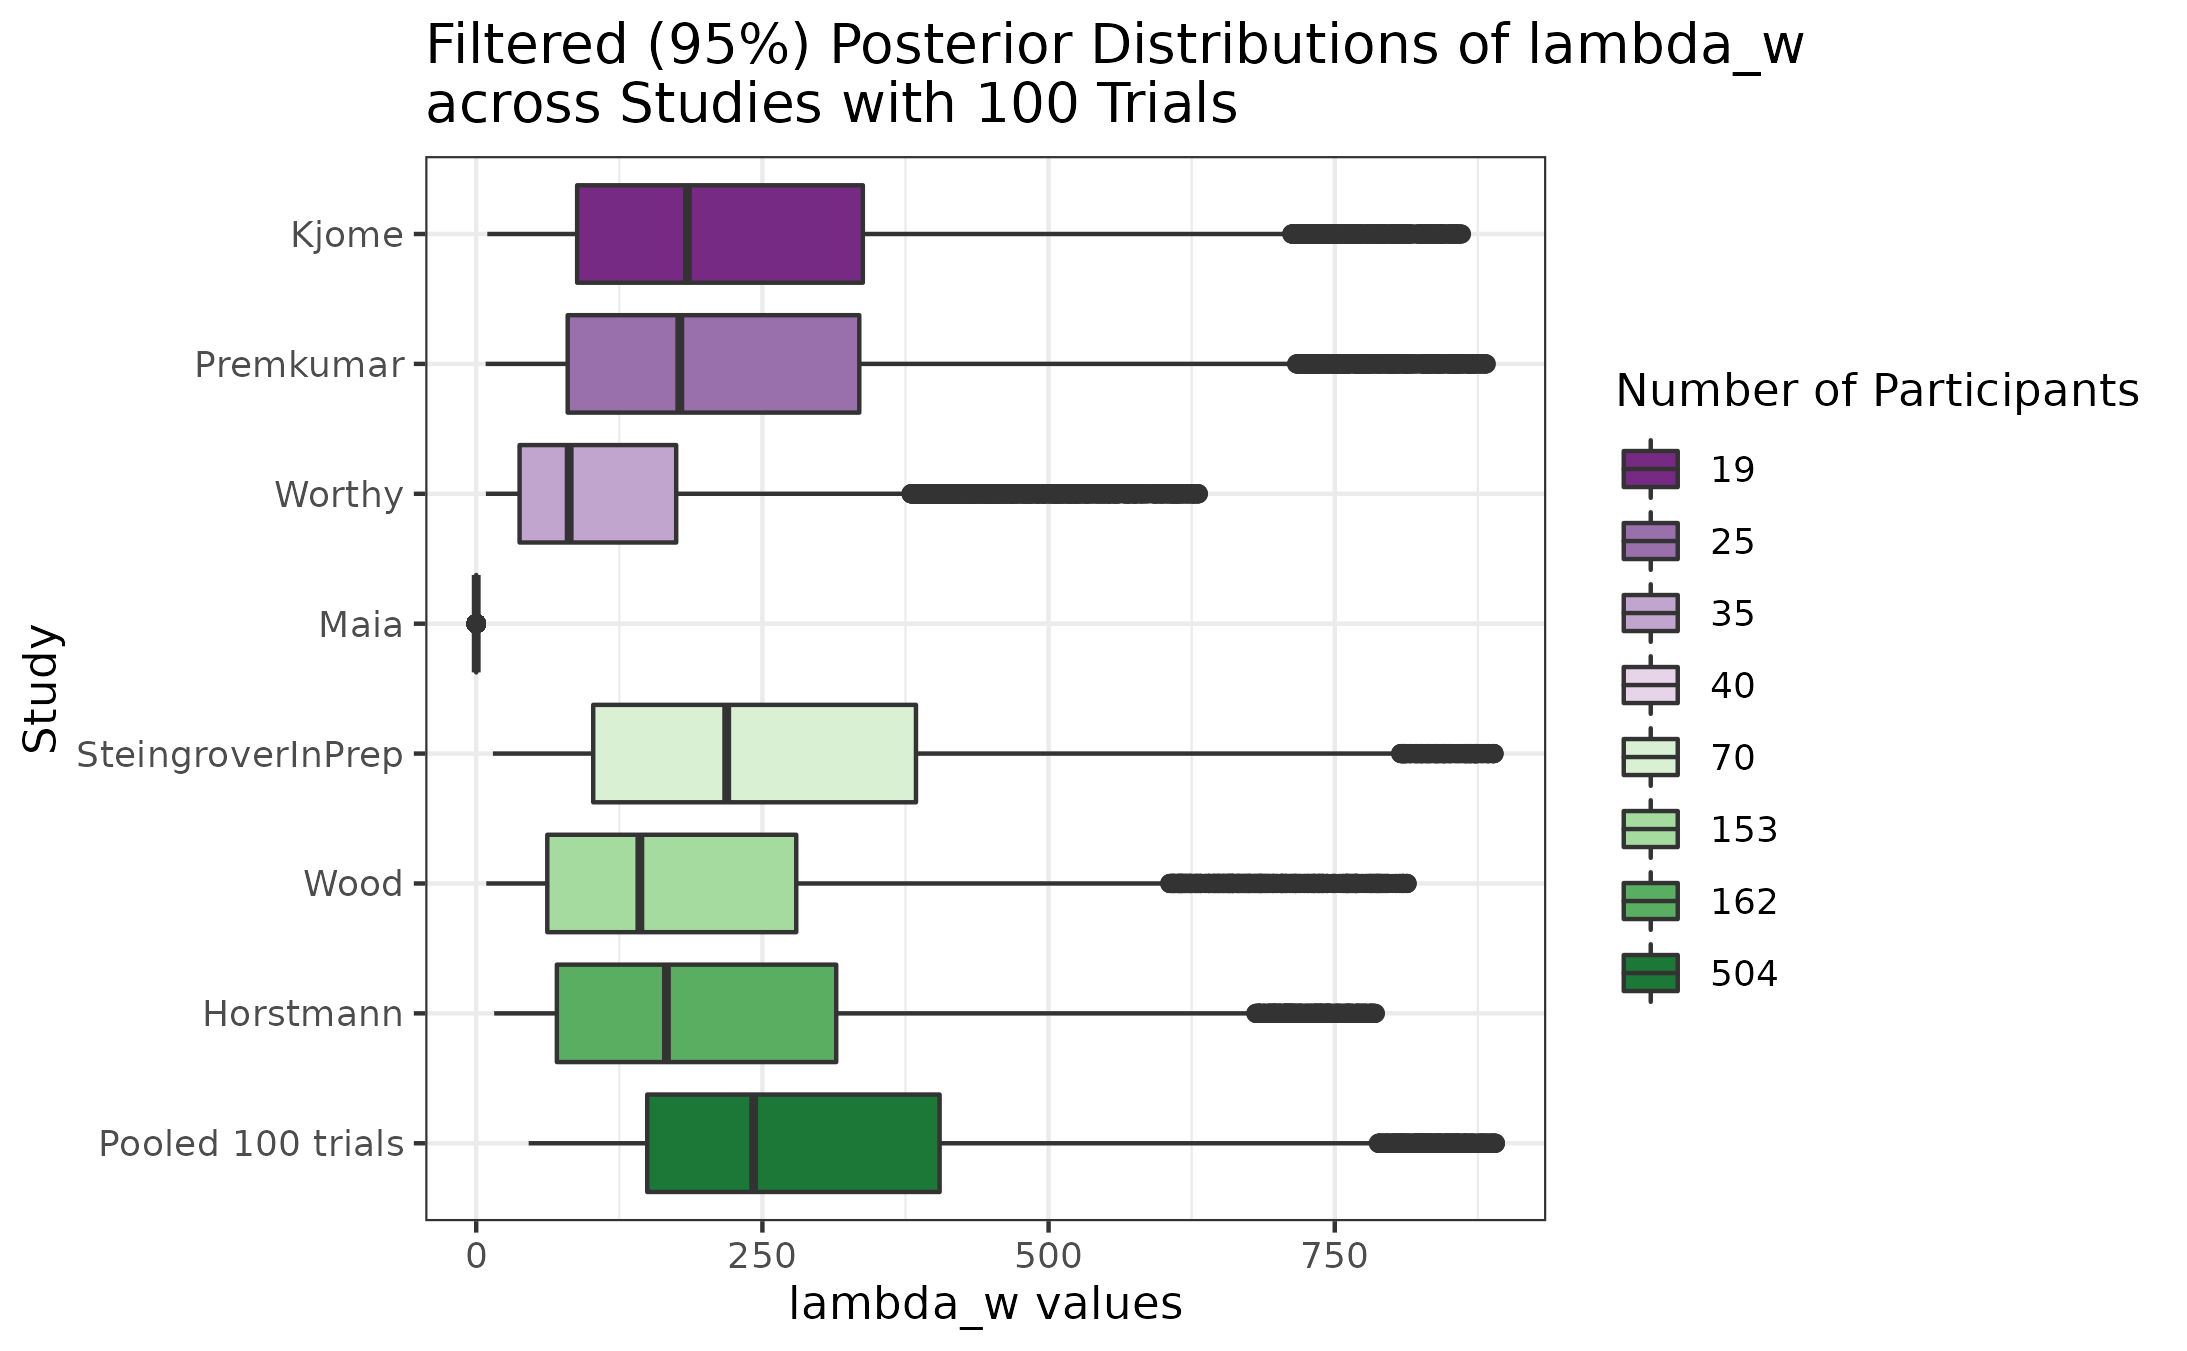 Filtered (95%) Posterior Distributions of lambda_w
across Studies with 100 Trials
Study
Kjome
Premkumar
Worthy
Maia
SteingroverInPrep
Wood
Horstmann
Pooled 100 trials
0 250 500 750
lambda_w values
Number of Participants
19
25
35
40
70
153
162
504